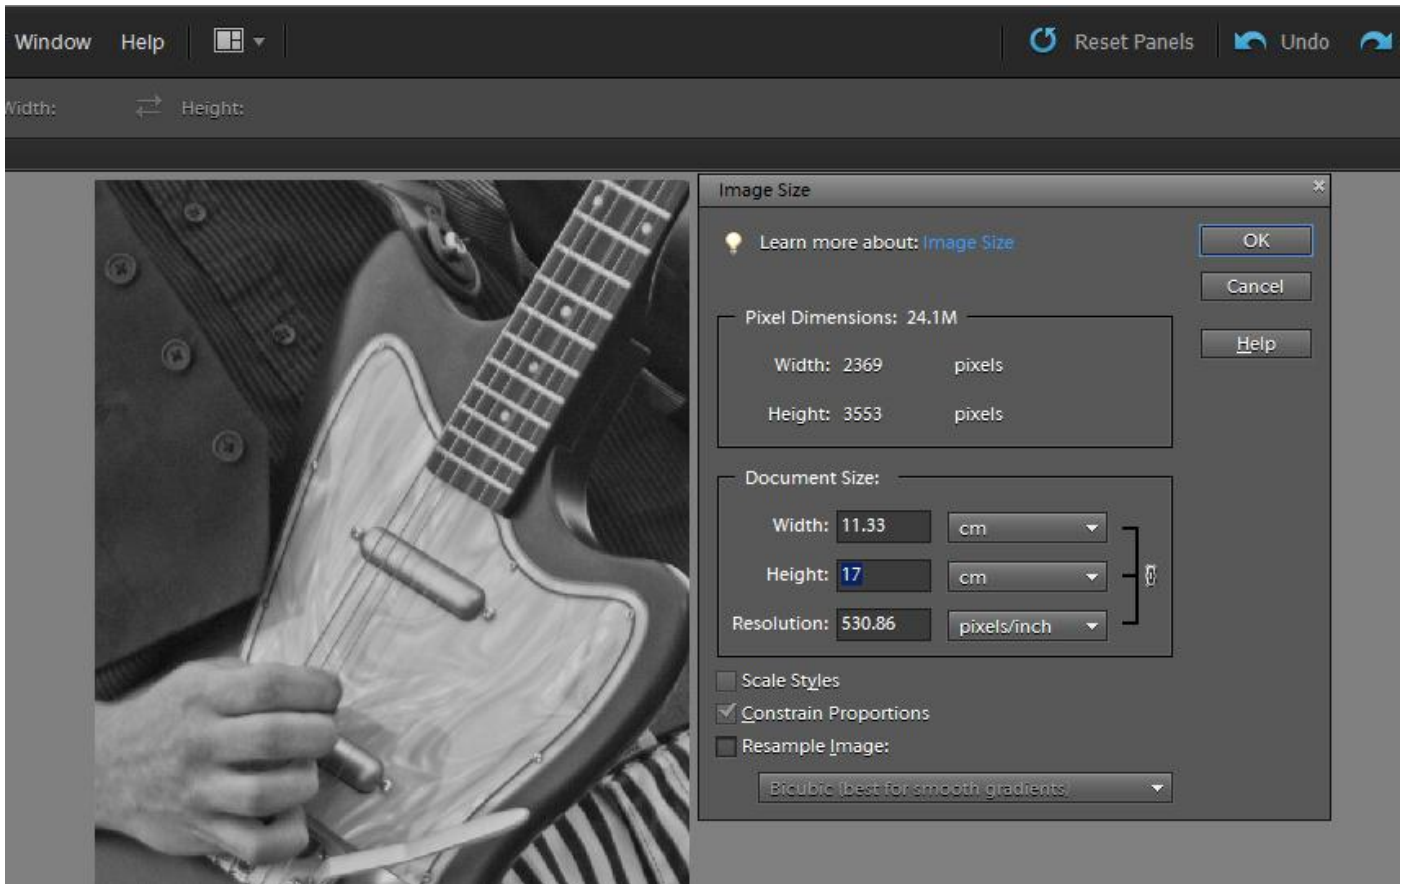 Window Help Reset Panels Undo
Width: Height:
Image Size
Learn more about: Image Size
OK
Cancel
Help
Pixel Dimensions: 24.1M
Width: 2369 pixels
Height: 3553 pixels
Document Size:
Width: 11.33 cm
Height: 17 cm
Resolution: 530.86 pixels/inch
Scale Styles
Constrain Proportions
Resample Image:
Bicubic (best for smooth gradients)